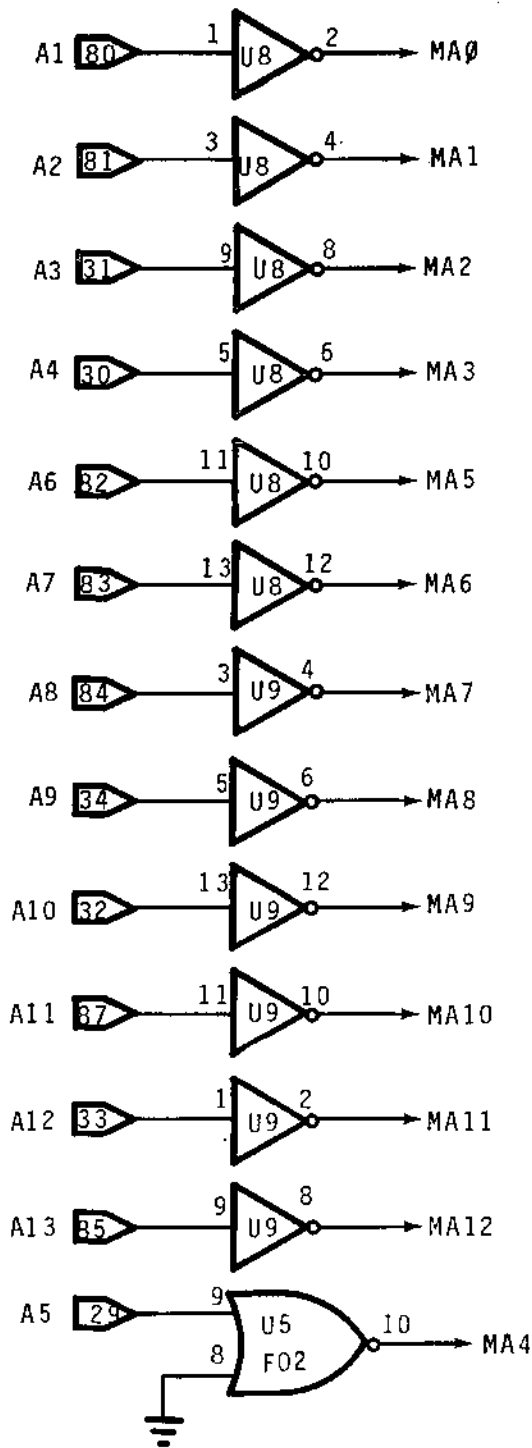 A1 80 1 U8 2 MAØ
A2 81 3 U8 4 MA1
A3 31 9 U8 8 MA2
A4 30 5 U8 6 MA3
A6 82 11 U8 10 MA5
A7 83 13 U8 12 MA6
A8 84 3 U9 4 MA7
A9 34 5 U9 6 MA8
A10 32 13 U9 12 MA9
A11 87 11 U9 10 MA10
A12 33 1 U9 2 MA11
A13 85 9 U9 8 MA12
A5 29 9 U5 10 MA4
8 F02